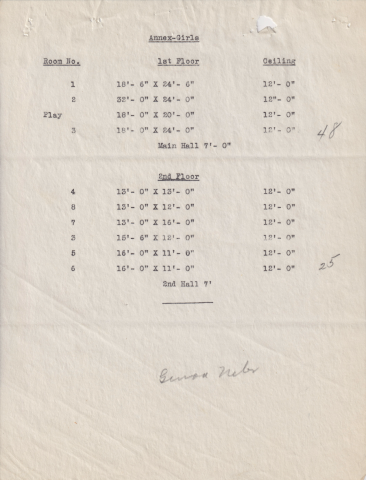 Annex-Girls
Room No. 1st Floor Ceiling
1 18'- 6" X 24'- 6" 12'- 0"
2 32'- 0" X 24'- 0" 12"- 0"
Play 18'- 0" X 20'- 0" 12'- 0"
3 18'- 0" X 24'- 0" 12'- 0"
48
Main Hall 7'- 0"
2nd Floor
4 13'- 0" X 13'- 0" 12'- 0"
8 13'- 0" X 12'- 0" 12'- 0"
7 13'- 0" X 16'- 0" 12'- 0"
3 18'- 6" X 12'- 0" 12'- 0"
5 16'- 0" X 11'- 0" 12'- 0"
6 16'- 0" X 11'- 0" 12'- 0"
25
2nd Hall 7'